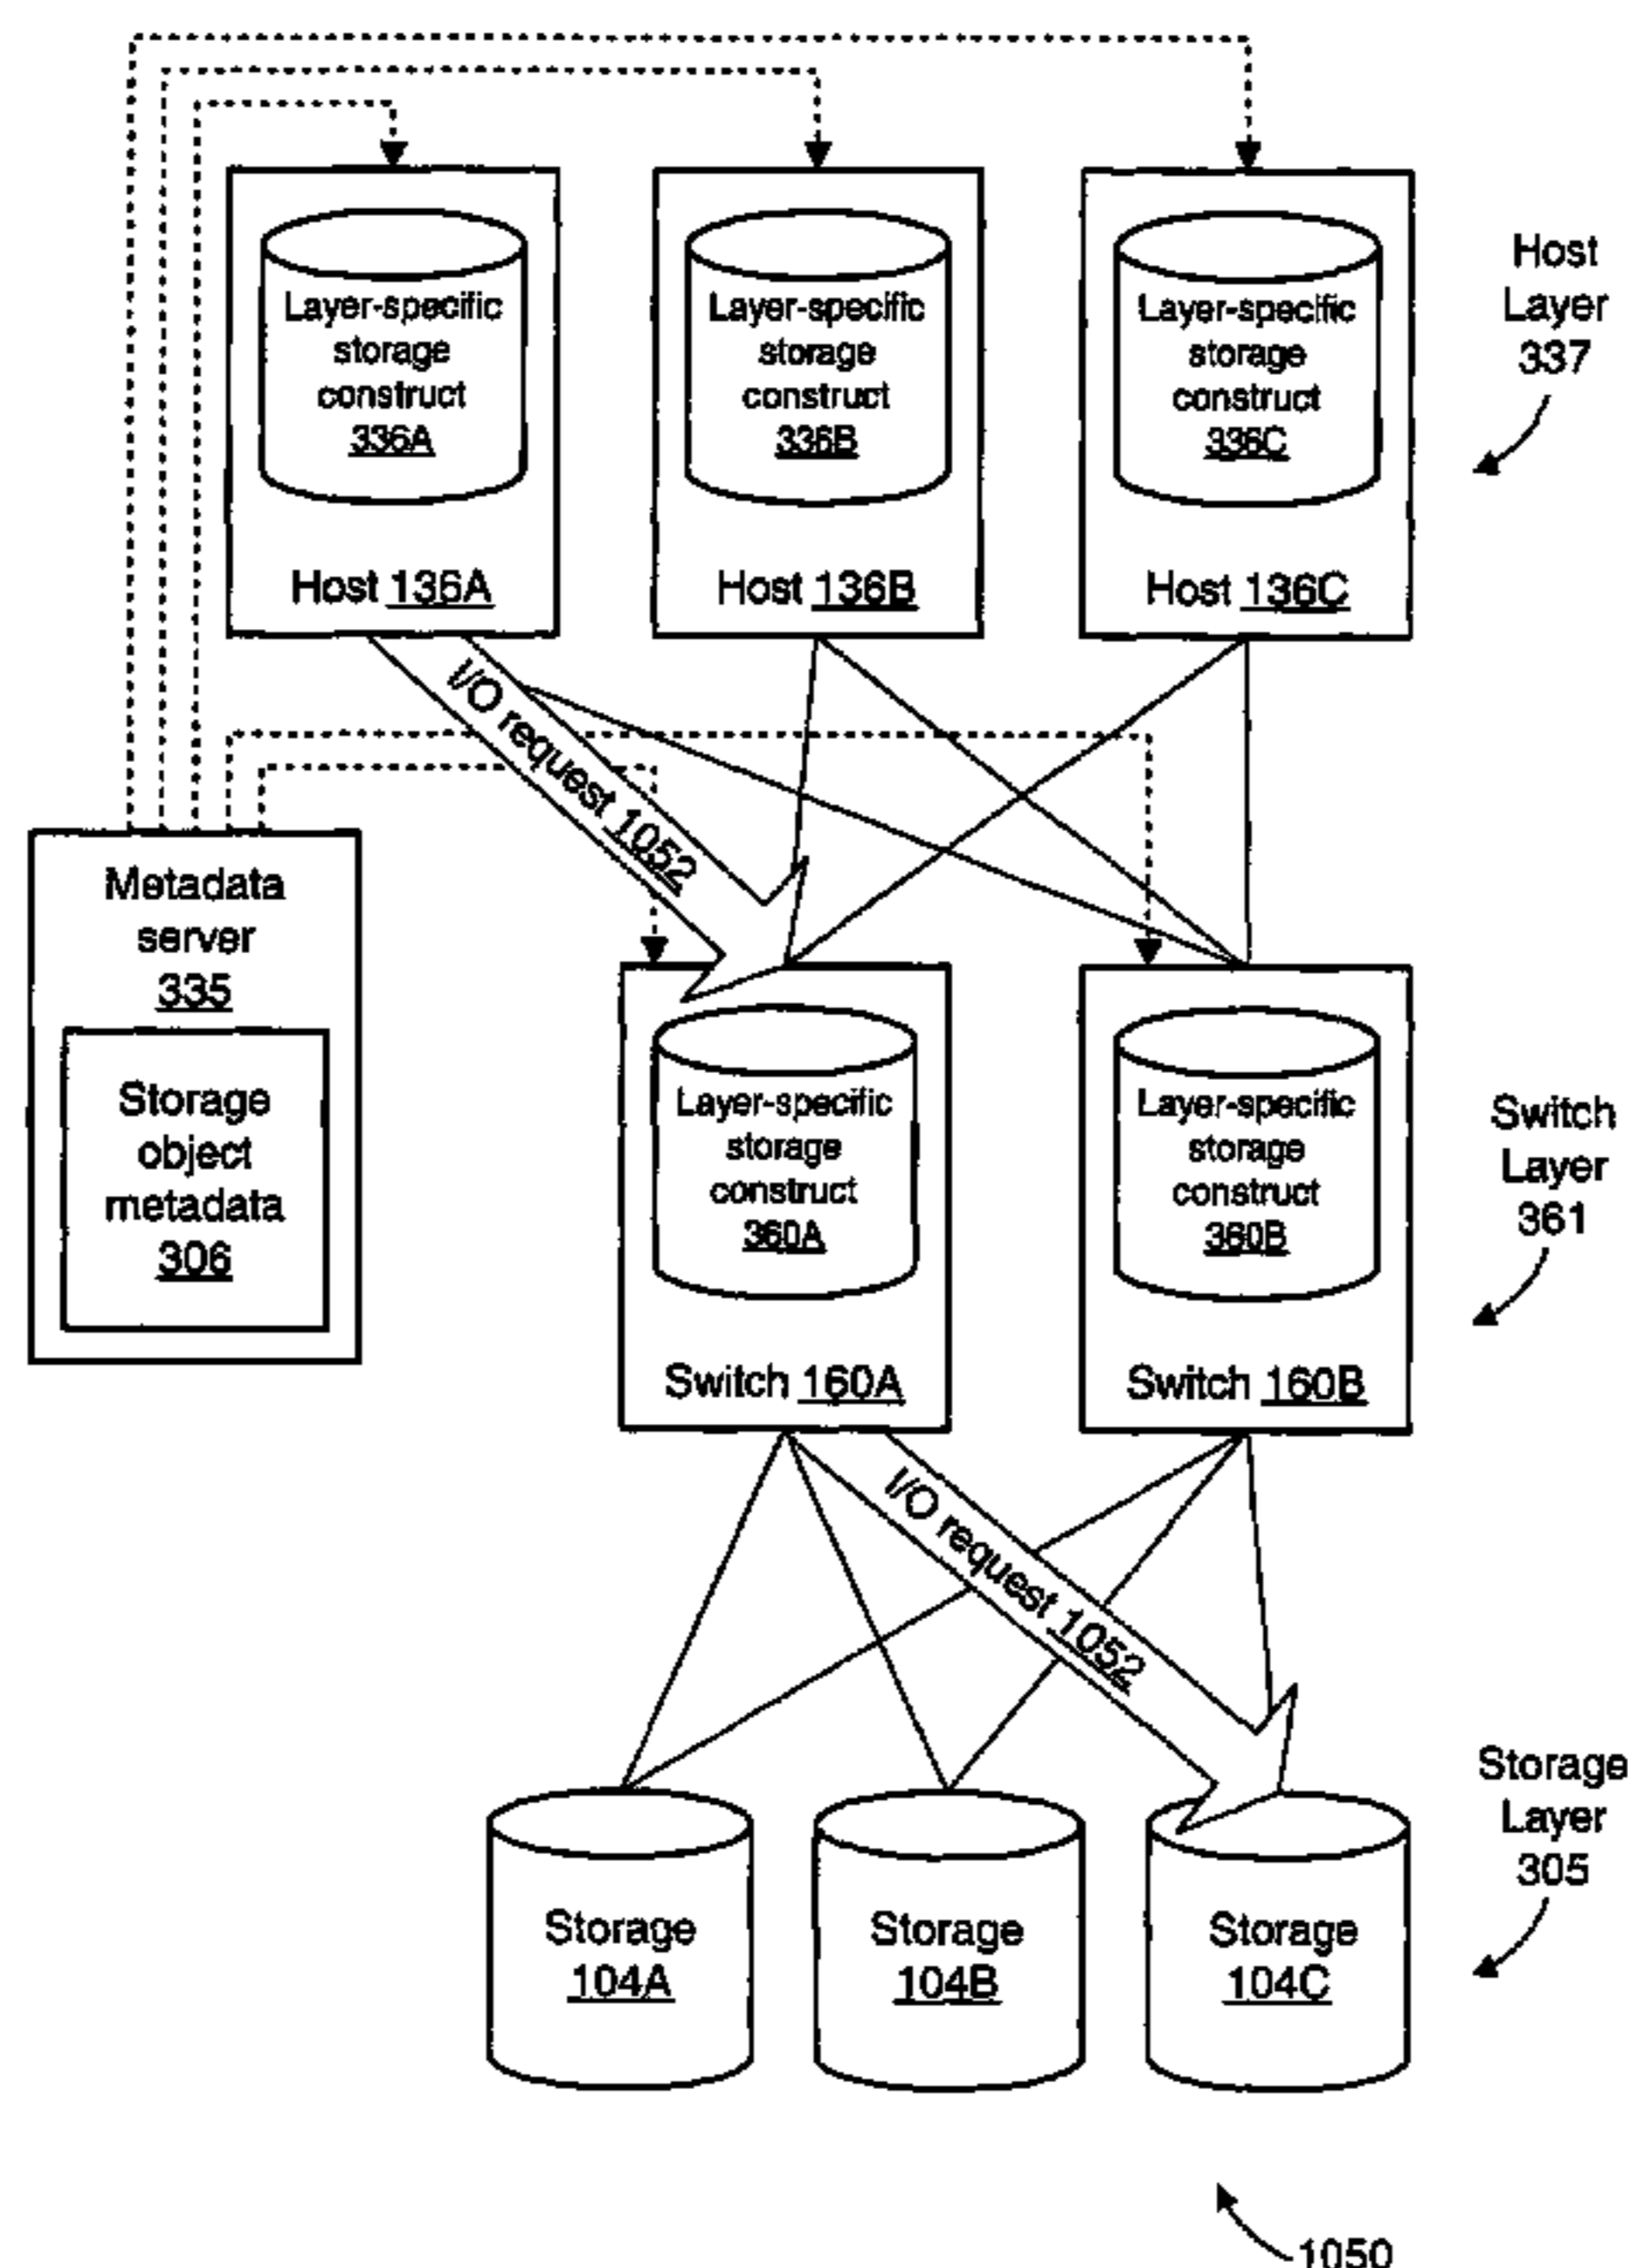 Layer-specific
storage
construct
336A
Host 136A
Layer-specific
storage
construct
336B
Host 136B
Layer-specific
storage
construct
336C
Host 136C
Host
Layer
337
I/O request 1052
Metadata
server
335
Storage
object
metadata
306
Layer-specific
storage
construct
360A
Switch 160A
Layer-specific
storage
construct
360B
Switch 160B
Switch
Layer
361
I/O request 1052
Storage
104A
Storage
104B
Storage
104C
Storage
Layer
305
1050